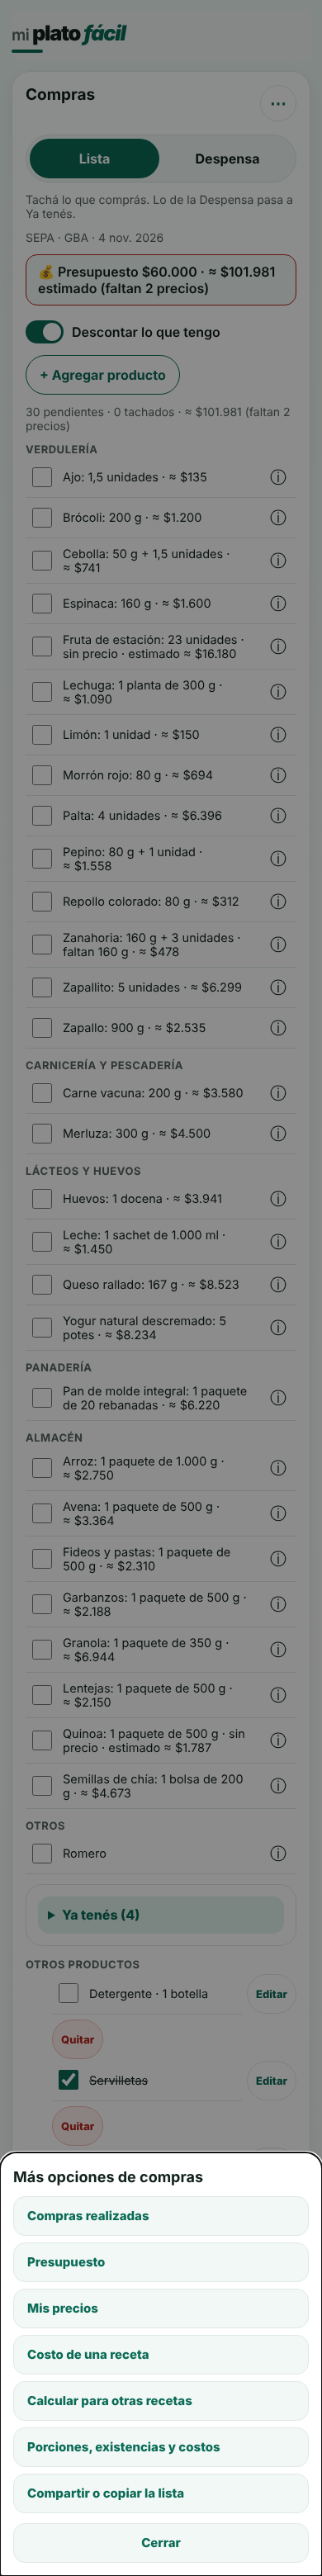 mi plato fácil
Compras
...
Lista
Despensa
Tachá lo que comprás. Lo de la Despensa pasa a
Ya tenés.
SEPA · GBA · 4 nov. 2026
💰 Presupuesto $60.000 · ≈ $101.981
estimado (faltan 2 precios)
Descontar lo que tengo
+ Agregar producto
30 pendientes · 0 tachados · ≈ $101.981 (faltan 2
precios)
VERDULERÍA
Ajo: 1,5 unidades · ≈ $135
Brócoli: 200 g · ≈ $1.200
Cebolla: 50 g + 1,5 unidades ·
≈ $741
Espinaca: 160 g · ≈ $1.600
Fruta de estación: 23 unidades ·
sin precio · estimado ≈ $16.180
Lechuga: 1 planta de 300 g ·
≈ $1.090
Limón: 1 unidad · ≈ $150
Morrón rojo: 80 g · ≈ $694
Palta: 4 unidades · ≈ $6.396
Pepino: 80 g + 1 unidad ·
≈ $1.558
Repollo colorado: 80 g · ≈ $312
Zanahoria: 160 g + 3 unidades ·
faltan 160 g · ≈ $478
Zapallito: 5 unidades · ≈ $6.299
Zapallo: 900 g · ≈ $2.535
CARNICERÍA Y PESCADERÍA
Carne vacuna: 200 g · ≈ $3.580
Merluza: 300 g · ≈ $4.500
LÁCTEOS Y HUEVOS
Huevos: 1 docena · ≈ $3.941
Leche: 1 sachet de 1.000 ml ·
≈ $1.450
Queso rallado: 167 g · ≈ $8.523
Yogur natural descremado: 5
potes · ≈ $8.234
PANADERÍA
Pan de molde integral: 1 paquete
de 20 rebanadas · ≈ $6.220
ALMACÉN
Arroz: 1 paquete de 1.000 g ·
≈ $2.750
Avena: 1 paquete de 500 g ·
≈ $3.364
Fideos y pastas: 1 paquete de
500 g · ≈ $2.310
Garbanzos: 1 paquete de 500 g ·
≈ $2.188
Granola: 1 paquete de 350 g ·
≈ $6.944
Lentejas: 1 paquete de 500 g ·
≈ $2.150
Quinoa: 1 paquete de 500 g · sin
precio · estimado ≈ $1.787
Semillas de chía: 1 bolsa de 200
g · ≈ $4.673
OTROS
Romero
Ya tenés (4)
OTROS PRODUCTOS
Detergente · 1 botella
Editar
Quitar
Servilletas
Editar
Quitar
Más opciones de compras
Compras realizadas
Presupuesto
Mis precios
Costo de una receta
Calcular para otras recetas
Porciones, existencias y costos
Compartir o copiar la lista
Cerrar